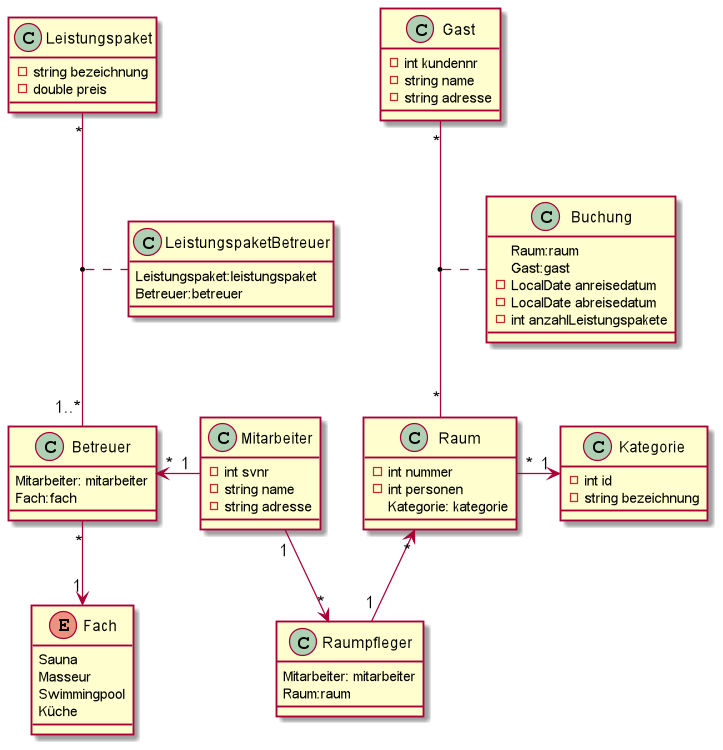 C Leistungspaket
string bezeichnung
double preis
*
C Gast
int kundennr
string name
string adresse
*
C LeistungspaketBetreuer
Leistungspaket:leistungspaket
Betreuer:betreuer
C Buchung
Raum:raum
Gast:gast
LocalDate anreisedatum
LocalDate abreisedatum
int anzahlLeistungspakete
1..*
*
C Betreuer
Mitarbeiter: mitarbeiter
Fach:fach
* 1
C Mitarbeiter
int svnr
string name
string adresse
C Raum
int nummer
int personen
Kategorie: kategorie
* 1
C Kategorie
int id
string bezeichnung
*
1
1
*
*
1
E Fach
Sauna
Masseur
Swimmingpool
Küche
C Raumpfleger
Mitarbeiter: mitarbeiter
Raum:raum